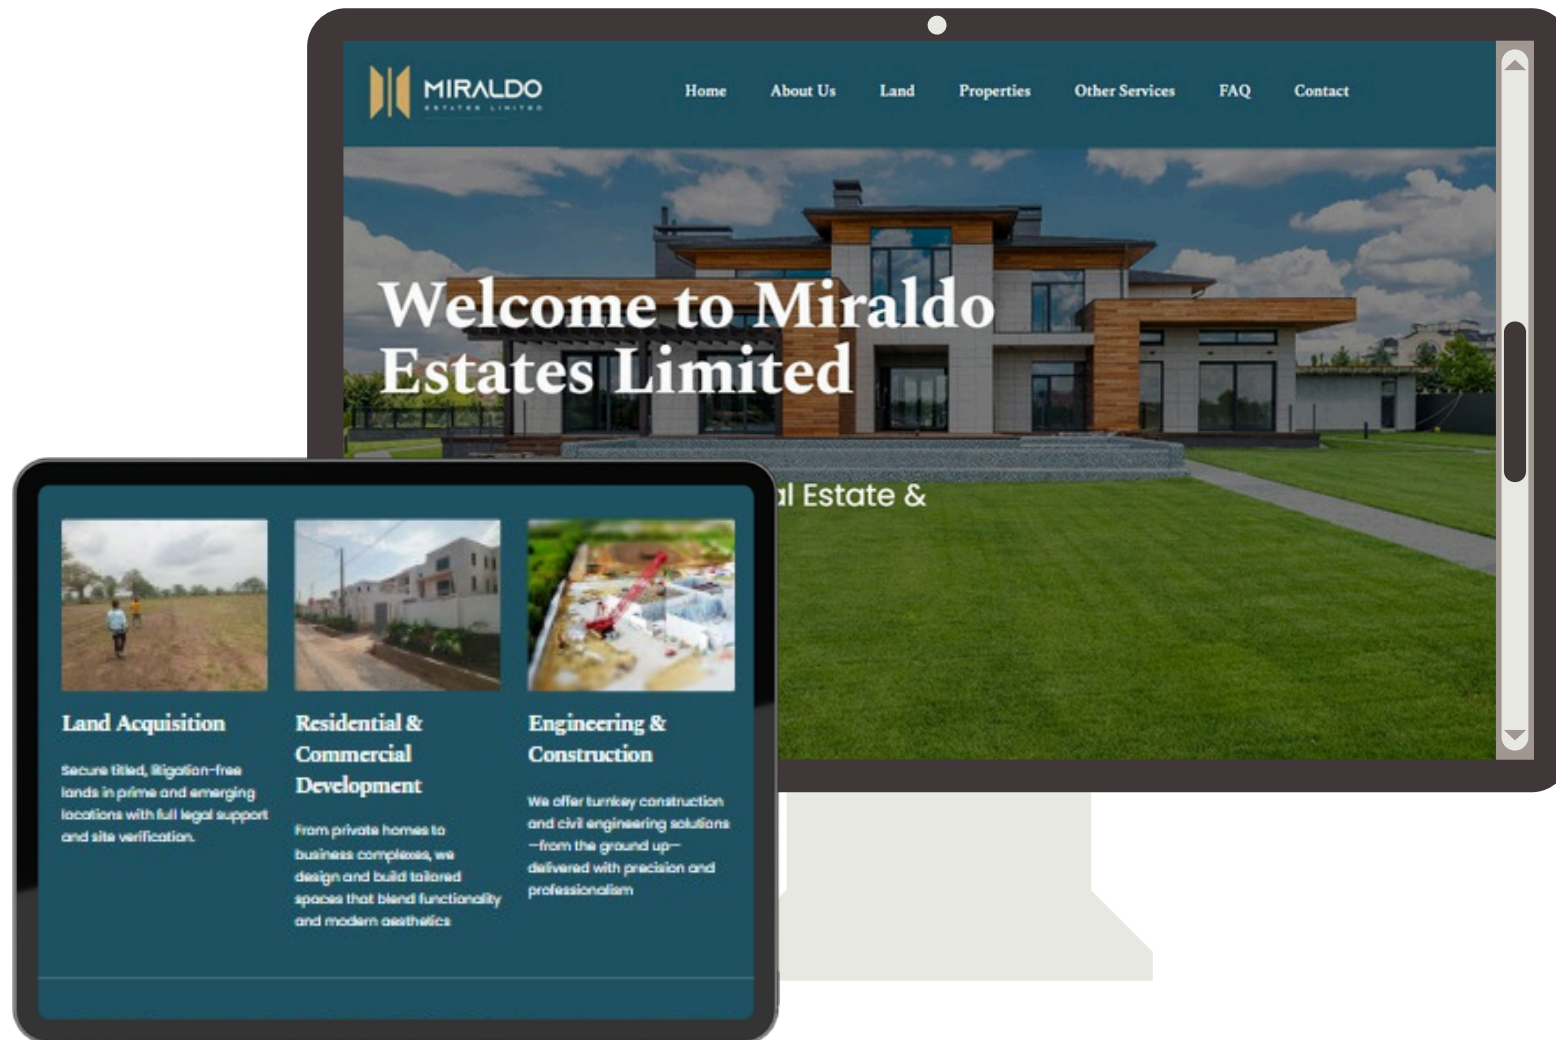 MIRALDO
ESTATES LIMITED
Home About Us Land Properties Other Services FAQ Contact
Welcome to Miraldo
Estates Limited
al Estate &
Land Acquisition
Secure titled, litigation-free
lands in prime and emerging
locations with full legal support
and site verification.
Residential &
Commercial
Development
From private homes to
business complexes, we
design and build tailored
spaces that blend functionality
and modern aesthetics
Engineering &
Construction
We offer turnkey construction
and civil engineering solutions
—from the ground up—
delivered with precision and
professionalism